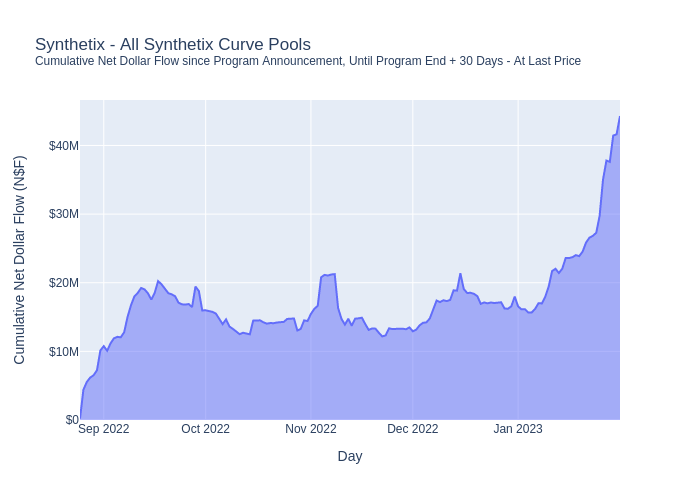 Synthetix - All Synthetix Curve Pools
Cumulative Net Dollar Flow since Program Announcement, Until Program End + 30 Days - At Last Price
Cumulative Net Dollar Flow (N$F)
$40M
$30M
$20M
$10M
$0
Sep 2022
Oct 2022
Nov 2022
Dec 2022
Jan 2023
Day